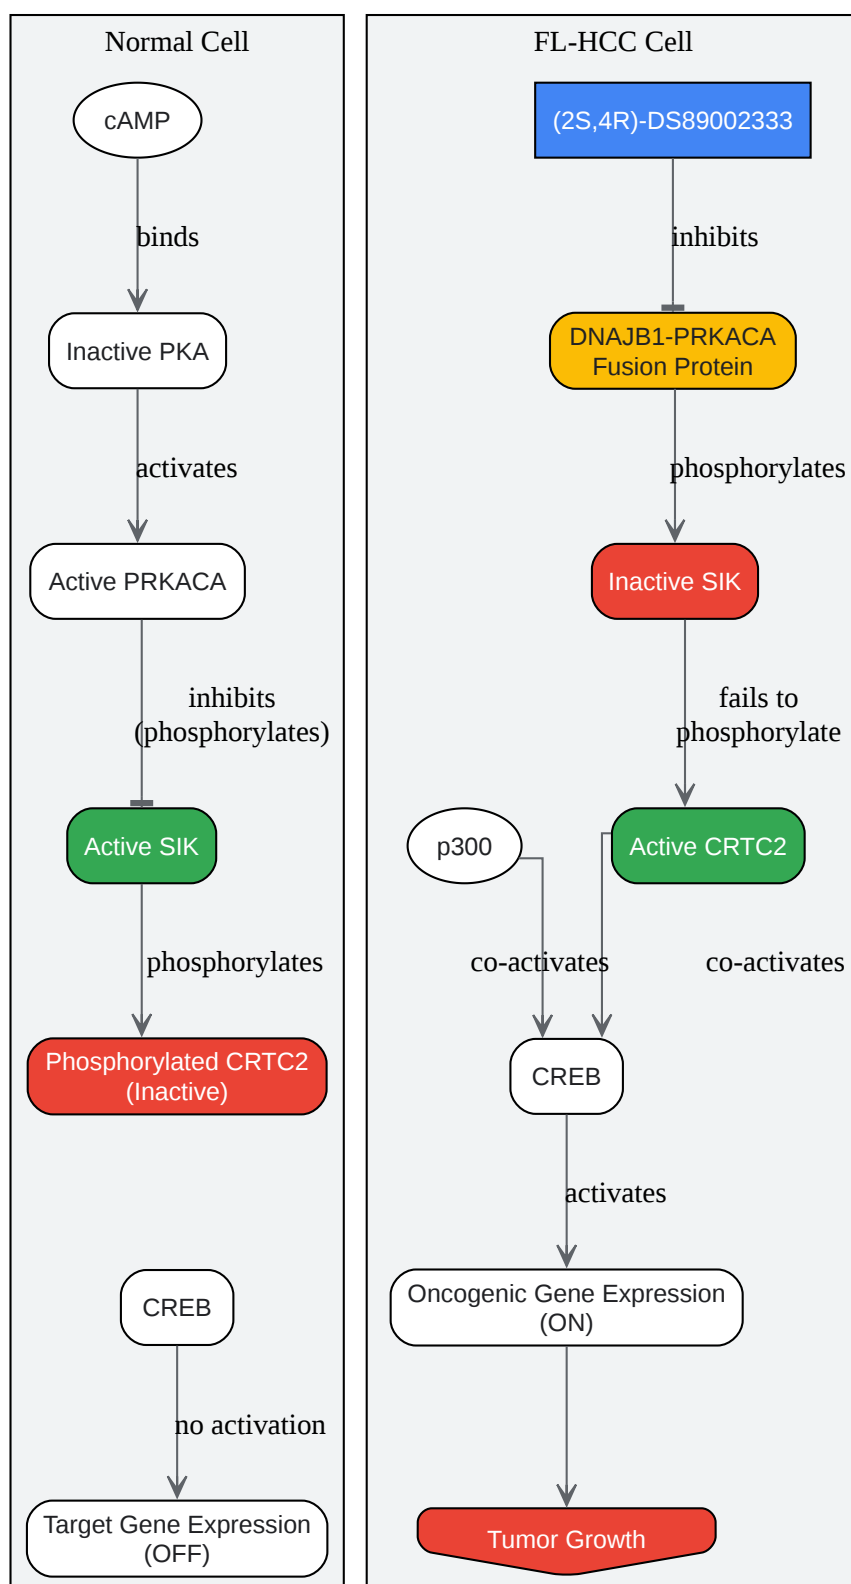 Normal Cell
cAMP
binds
Inactive PKA
activates
Active PRKACA
inhibits
(phosphorylates)
Active SIK
phosphorylates
Phosphorylated CRTC2
(Inactive)
CREB
no activation
Target Gene Expression
(OFF)
FL-HCC Cell
(2S,4R)-DS89002333
inhibits
DNAJB1-PRKACA
Fusion Protein
phosphorylates
Inactive SIK
fails to
phosphorylate
p300
Active CRTC2
co-activates
co-activates
CREB
activates
Oncogenic Gene Expression
(ON)
Tumor Growth